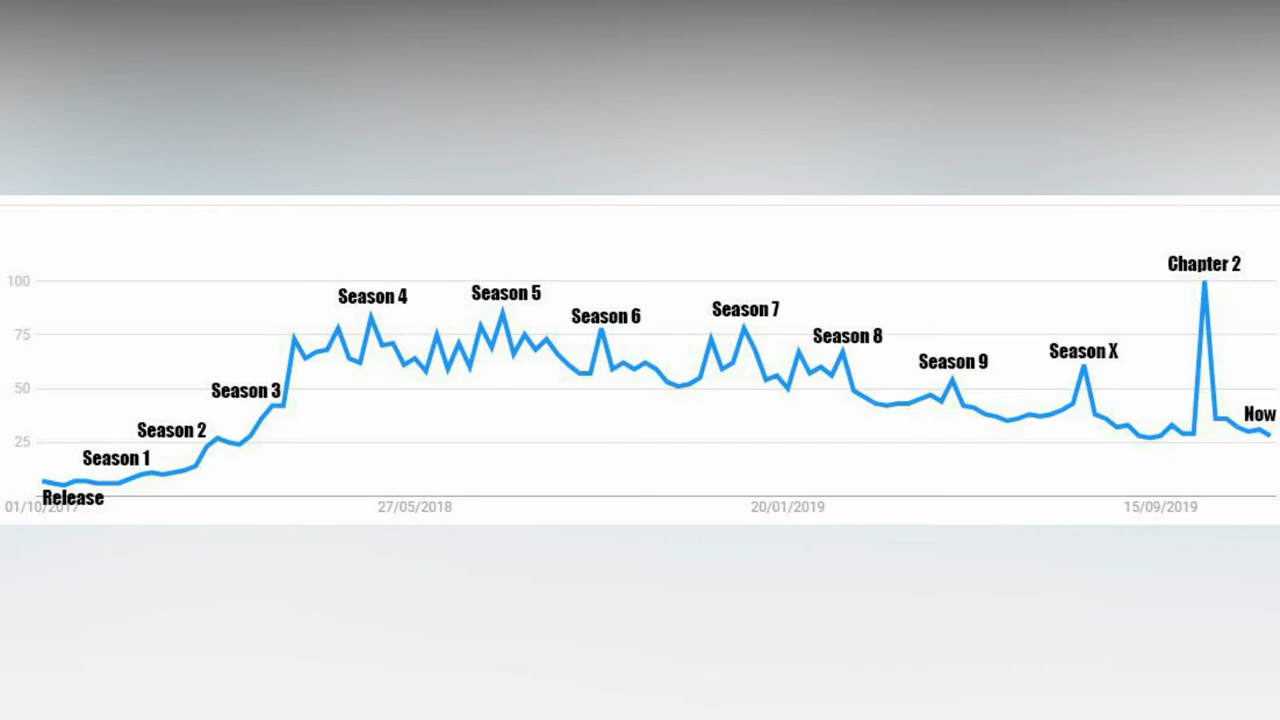 Chapter 2
100
Season 4
Season 5
Season 6
Season 7
75
Season 8
Season X
Season 9
50
Season 3
Now
Season 2
25
Season 1
Release
01/10/2017
27/05/2018
20/01/2019
15/09/2019